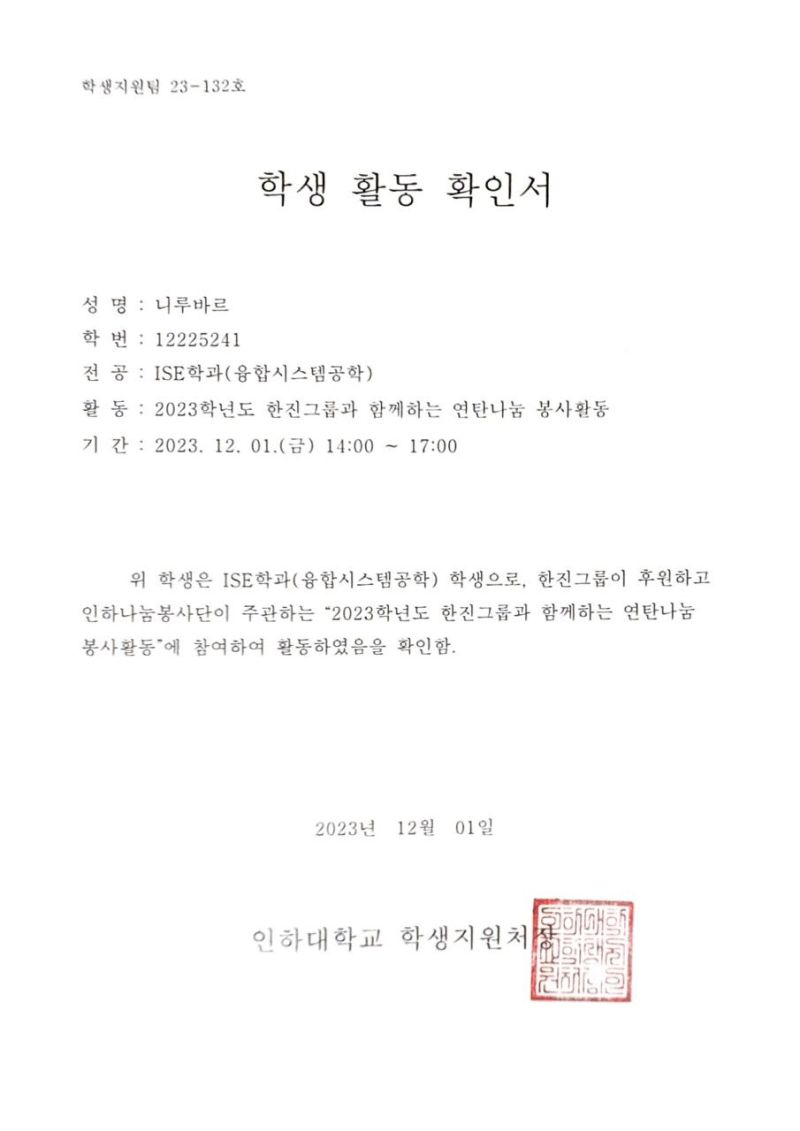 학생지원팀 23-132호
학생 활동 확인서
성 명 : 니루바르
학 번 : 12225241
전 공 : ISE학과(융합시스템공학)
활 동 : 2023학년도 한진그룹과 함께하는 연탄나눔 봉사활동
기 간 : 2023. 12. 01.(금) 14:00 ~ 17:00
위 학생은 ISE학과(융합시스템공학) 학생으로, 한진그룹이 후원하고
인하나눔봉사단이 주관하는 “2023학년도 한진그룹과 함께하는 연탄나눔
봉사활동”에 참여하여 활동하였음을 확인함.
2023년 12월 01일
인하대학교 학생지원처장